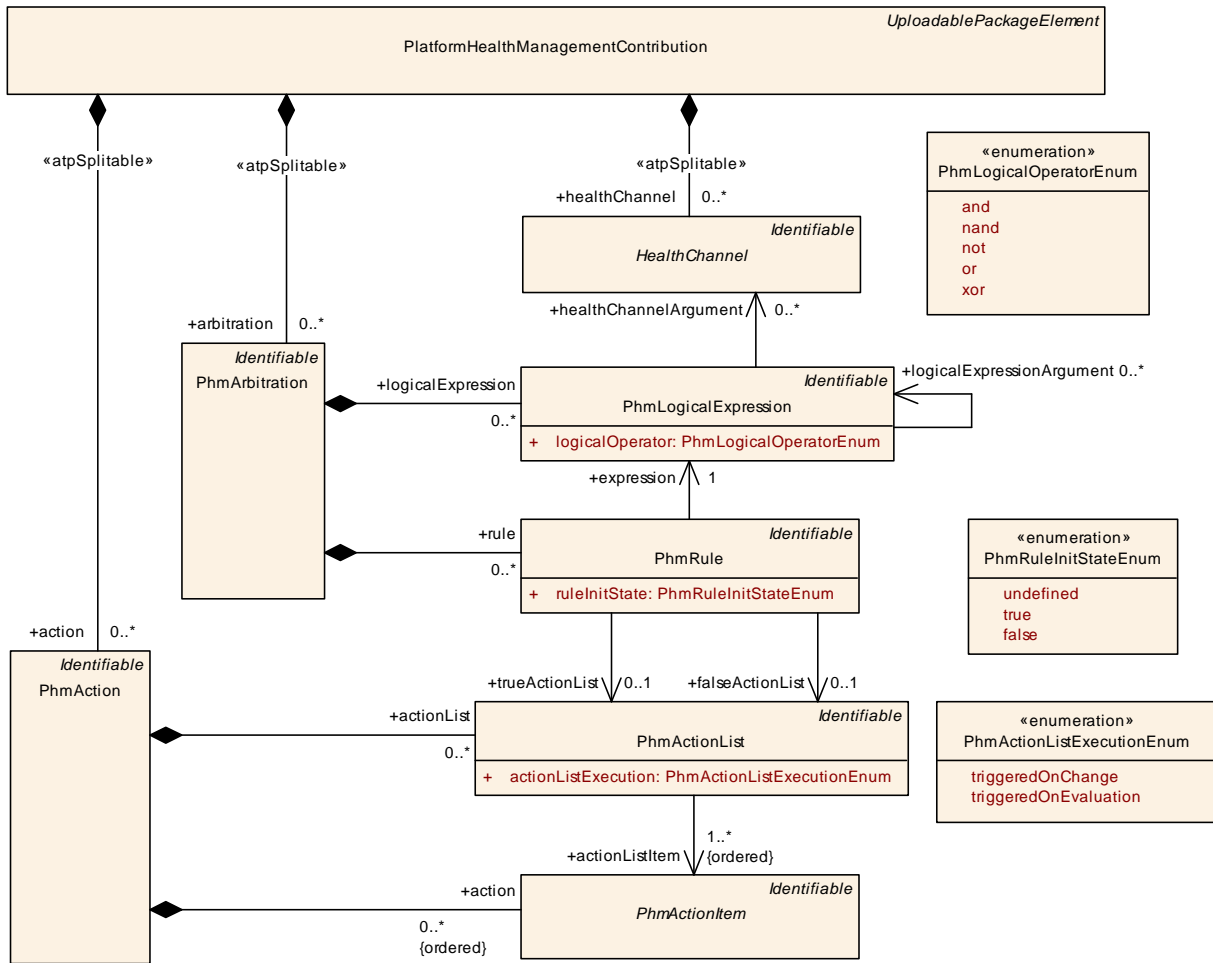 UploadablePackageElement
PlatformHealthManagementContribution
«atpSplitable»
«atpSplitable»
«atpSplitable»
+healthChannel 0..*
«enumeration»
PhmLogicalOperatorEnum
and
nand
not
or
xor
Identifiable
HealthChannel
+healthChannelArgument 0..*
+arbitration 0..*
Identifiable
PhmArbitration
+logicalExpression
0..*
Identifiable
PhmLogicalExpression
+ logicalOperator: PhmLogicalOperatorEnum
+logicalExpressionArgument 0..*
+expression 1
+rule
0..*
Identifiable
PhmRule
+ ruleInitState: PhmRuleInitStateEnum
«enumeration»
PhmRuleInitStateEnum
undefined
true
false
+action 0..*
Identifiable
PhmAction
+trueActionList 0..1
+falseActionList 0..1
+actionList
0..*
Identifiable
PhmActionList
+ actionListExecution: PhmActionListExecutionEnum
«enumeration»
PhmActionListExecutionEnum
triggeredOnChange
triggeredOnEvaluation
1..*
+actionListItem {ordered}
+action
0..*
{ordered}
Identifiable
PhmActionItem